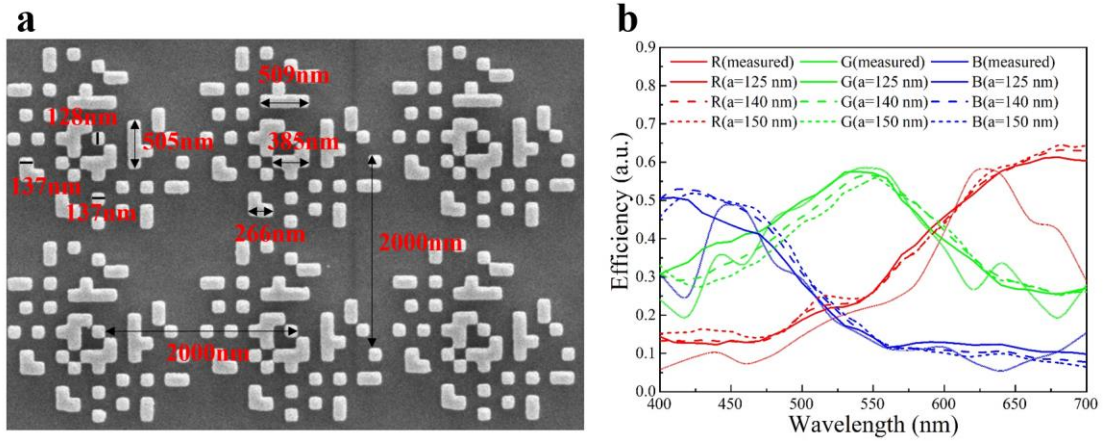 a
509nm
128nm
505nm
385nm
137nm
137nm
266nm
2000nm
2000nm
b
R(measured) G(measured) B(measured)
R(a=125 nm) G(a=125 nm) B(a=125 nm)
R(a=140 nm) G(a=140 nm) B(a=140 nm)
R(a=150 nm) G(a=150 nm) B(a=150 nm)
Efficiency (a.u.)
0.9
0.8
0.7
0.6
0.5
0.4
0.3
0.2
0.1
0.0
400 450 500 550 600 650 700
Wavelength (nm)